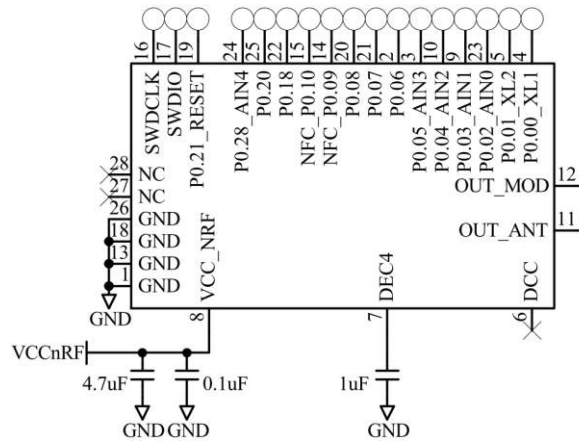 16 17 19 24 25 22 15 14 20 21 2 3 10 9 23 5 4
SWDCLK
SWDIO
P0.21_RESET
P0.28_AIN4
P0.20
P0.18
NFC_P0.10
NFC_P0.09
P0.08
P0.07
P0.06
P0.05_AIN3
P0.04_AIN2
P0.03_AIN1
P0.02_AIN0
P0.01_XL2
P0.00_XL1
28 NC
27 NC
26 GND
18 GND
13 GND
1 GND
OUT_MOD 12
OUT_ANT 11
VCC_NRF
DEC4
DCC
8
7
6
GND
VCCnRF
4.7uF
0.1uF
1uF
GND
GND
GND